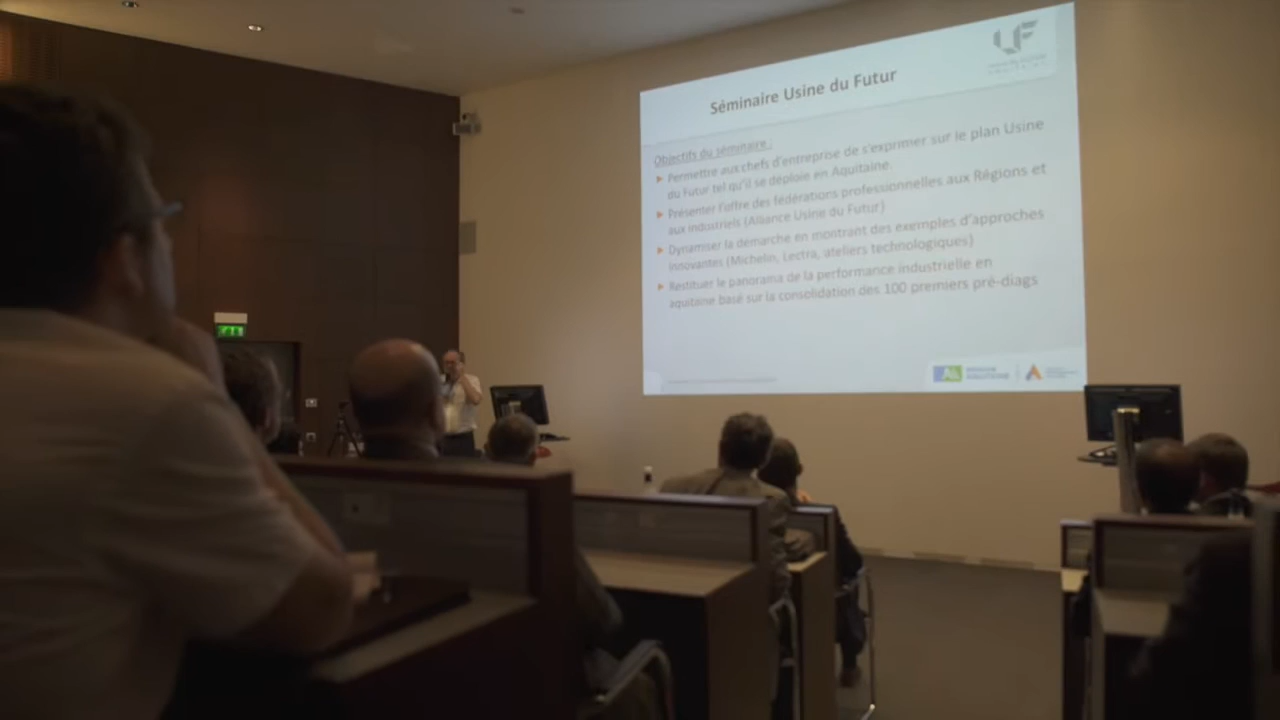 UF
Séminaire Usine du Futur
Objectifs du séminaire :
Permettre aux chefs d'entreprise de s'exprimer sur le plan Usine
du Futur tel qu'il se déploie en Aquitaine.
Présenter l'offre des fédérations professionnelles aux Régions et
aux industriels (Alliance Usine du Futur)
Dynamiser la démarche en montrant des exemples d'approches
innovantes (Michelin, Lectra, ateliers technologiques)
Restituer le panorama de la performance industrielle en
aquitaine basé sur la consolidation des 100 premiers pré-diags